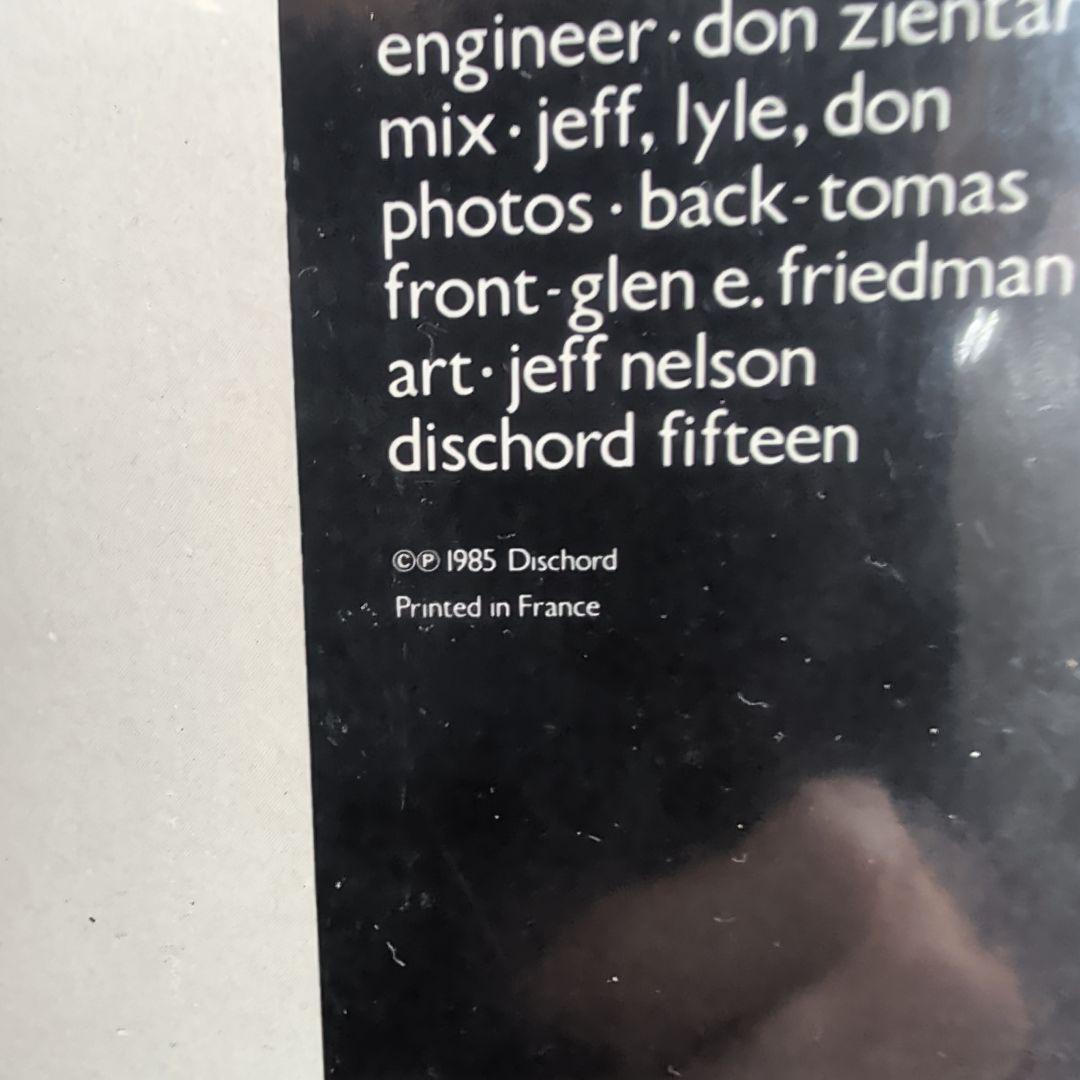 engineer · don zientar
mix · jeff, lyle, don
photos · back-tomas
front-glen e. friedman
art · jeff nelson
dischord fifteen
©℗ 1985 Dischord
Printed in France